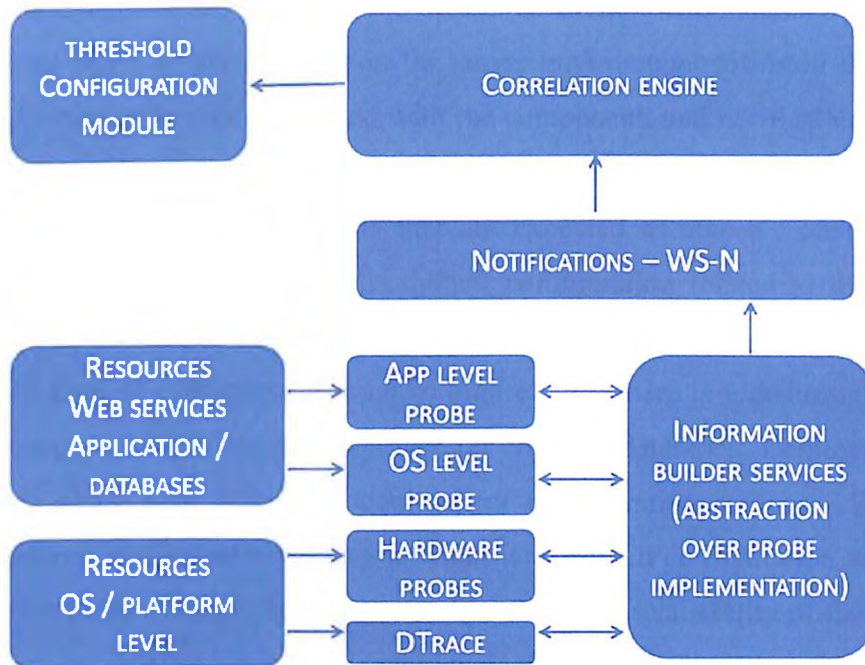 THRESHOLD
CONFIGURATION
MODULE
CORRELATION ENGINE
NOTIFICATIONS – WS-N
RESOURCES
WEB SERVICES
APPLICATION /
DATABASES
APP LEVEL
PROBE
OS LEVEL
PROBE
RESOURCES
OS / PLATFORM
LEVEL
HARDWARE
PROBES
DTRACE
INFORMATION
BUILDER SERVICES
(ABSTRACTION
OVER PROBE
IMPLEMENTATION)